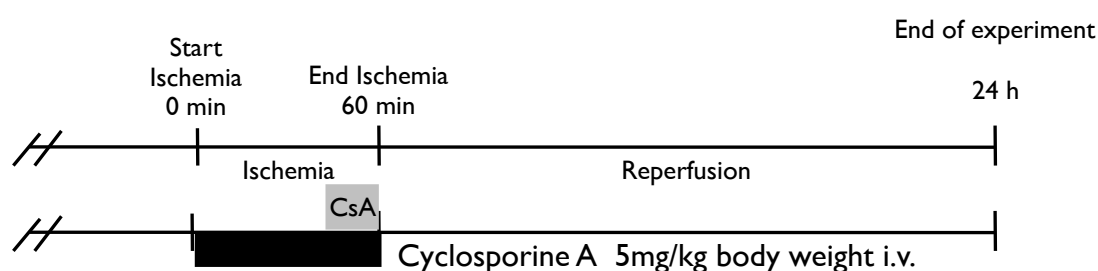 End of experiment
Start
Ischemia
0 min
End Ischemia
60 min
24 h
Ischemia
Reperfusion
CsA
Cyclosporine A 5mg/kg body weight i.v.